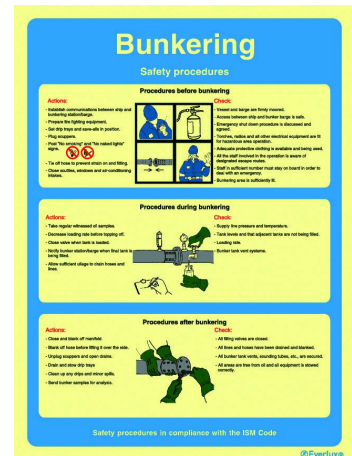 Bunkering
Safety procedures
Procedures before bunkering
Actions:
- Establish communications between ship and
bunkering station/barge.
- Prepare fire fighting equipment.
- Set drip trays and save-alls in position.
- Plug scuppers.
- Post "No smoking" and "No naked lights"
signs.
- Tie off hose to prevent strain on and filling.
- Close scuttles, windows and air-conditioning
intakes.
Check:
- Vessel and barge are firmly moored.
- Access between ship and bunker barge is safe.
- Emergency shut down procedure is discussed and
agreed.
- Torches, radios and all other electrical equipment are fit
for hazardous area operation.
- Adequate protective clothing is available and being used.
- All the staff involved in the operation is aware of
designated escape routes.
- Staff in sufficient number must stay on board in order to
deal with an emergency.
- Bunkering area is sufficiently lit.
Procedures during bunkering
Actions:
- Take regular witnessed of samples.
- Decrease loading rate before topping off.
- Close valve when tank is loaded.
- Notify bunker station/barge when final tank is
being filled.
- Allow sufficient ullage to drain hoses and
lines.
Check:
- Supply line pressure and temperature.
- Tank levels and that adjacent tanks are not being filled.
- Loading rate.
- Bunker tank vent systems.
Procedures after bunkering
Actions:
- Close and blank off manifold.
- Blank off hose before lifting it over the side.
- Unplug scuppers and open drains.
- Drain and stow drip trays
- Clean up any drips and minor spills.
- Send bunker samples for analysis.
Check:
- All filling valves are closed.
- All lines and hoses have been drained and blanked.
- All bunker tank vents, sounding tubes, etc., are secured.
- All areas are free from oil and all equipment is stowed
correctly.
Safety procedures in compliance with the ISM Code
Everlux®